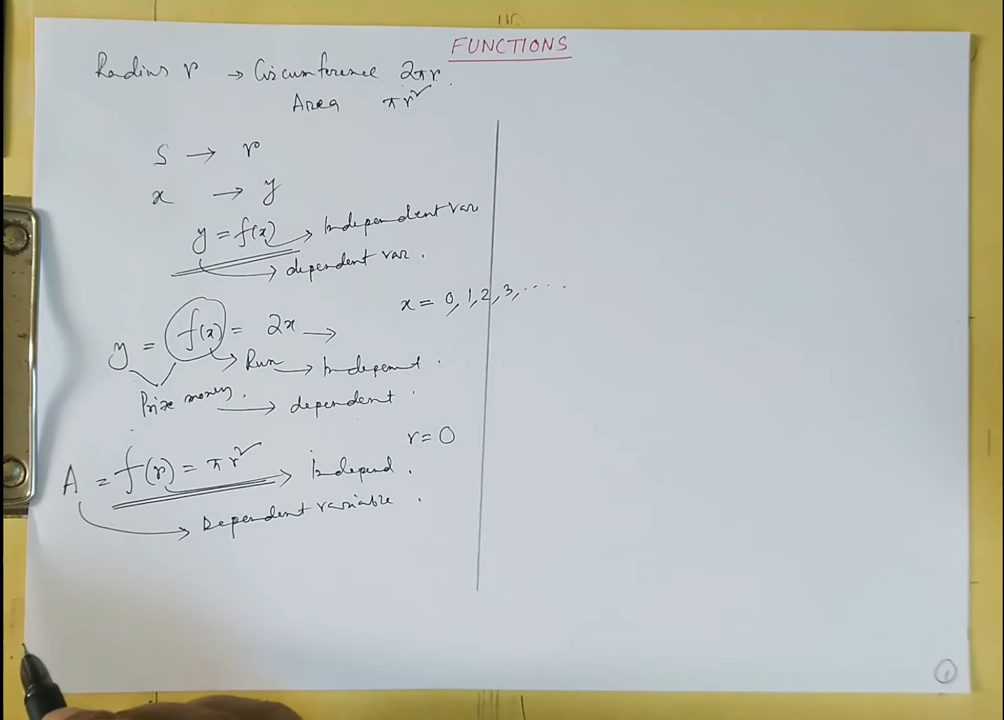 FUNCTIONS
Radius r → Circumference 2πr.
Area πr²
S → r
x → y
y = f(x) → Independent var
→ dependent var.
x = 0, 1, 2, 3, ....
y = f(x) = 2x →
→ Run → Indepent.
Prize money. → dependent.
r = 0
A = f(r) = πr² → Independ.
→ Dependent variable.
1